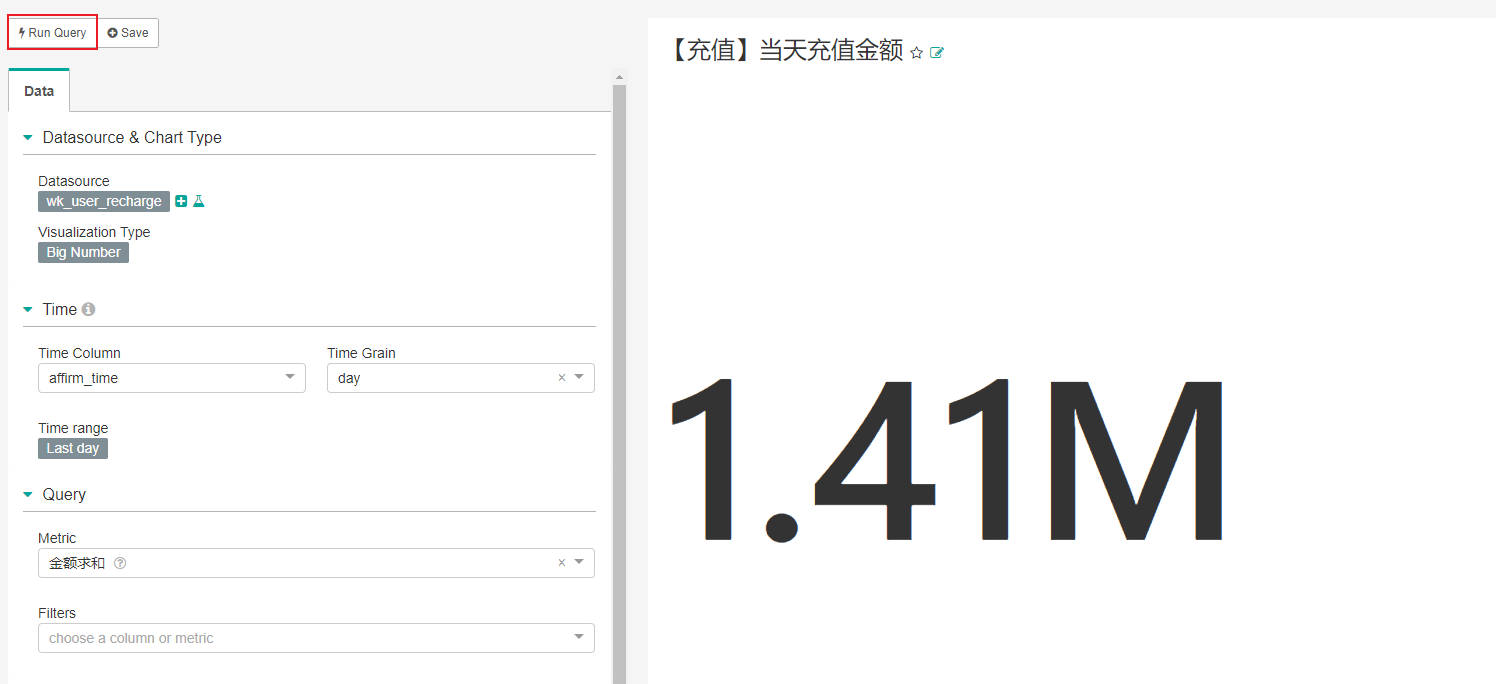 Run Query Save
Data
Datasource & Chart Type
Datasource
wk_user_recharge
Visualization Type
Big Number
Time
Time Column Time Grain
affirm_time day
Time range
Last day
Query
Metric
金额求和
Filters
choose a column or metric
【充值】当天充值金额
1.41M